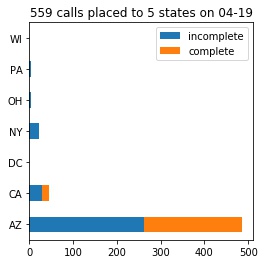 559 calls placed to 5 states on 04-19
incomplete
complete
WI
PA
OH
NY
DC
CA
AZ
0 100 200 300 400 500